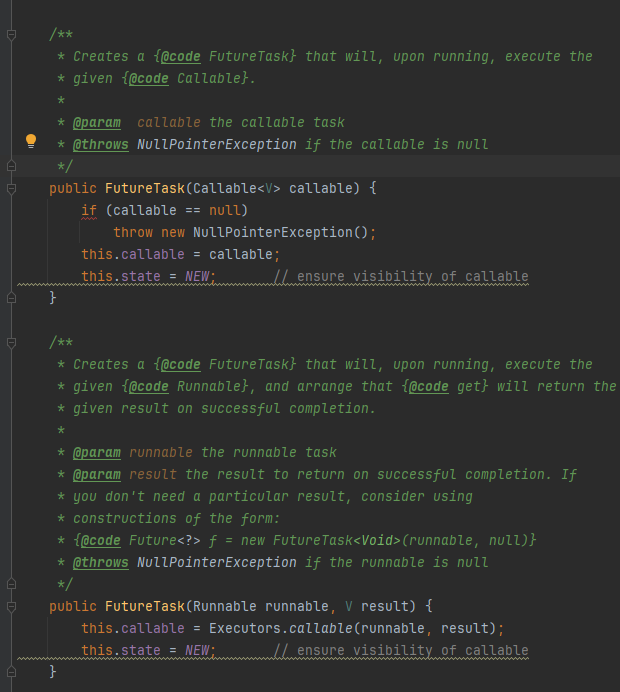 /**
 * Creates a {@code FutureTask} that will, upon running, execute the
 * given {@code Callable}.
 *
 * @param  callable the callable task
 * @throws NullPointerException if the callable is null
 */
public FutureTask(Callable<V> callable) {
    if (callable == null)
        throw new NullPointerException();
    this.callable = callable;
    this.state = NEW;       // ensure visibility of callable
}

/**
 * Creates a {@code FutureTask} that will, upon running, execute the
 * given {@code Runnable}, and arrange that {@code get} will return the
 * given result on successful completion.
 *
 * @param runnable the runnable task
 * @param result the result to return on successful completion. If
 * you don't need a particular result, consider using
 * constructions of the form:
 * {@code Future<?> f = new FutureTask<Void>(runnable, null)}
 * @throws NullPointerException if the runnable is null
 */
public FutureTask(Runnable runnable, V result) {
    this.callable = Executors.callable(runnable, result);
    this.state = NEW;       // ensure visibility of callable
}